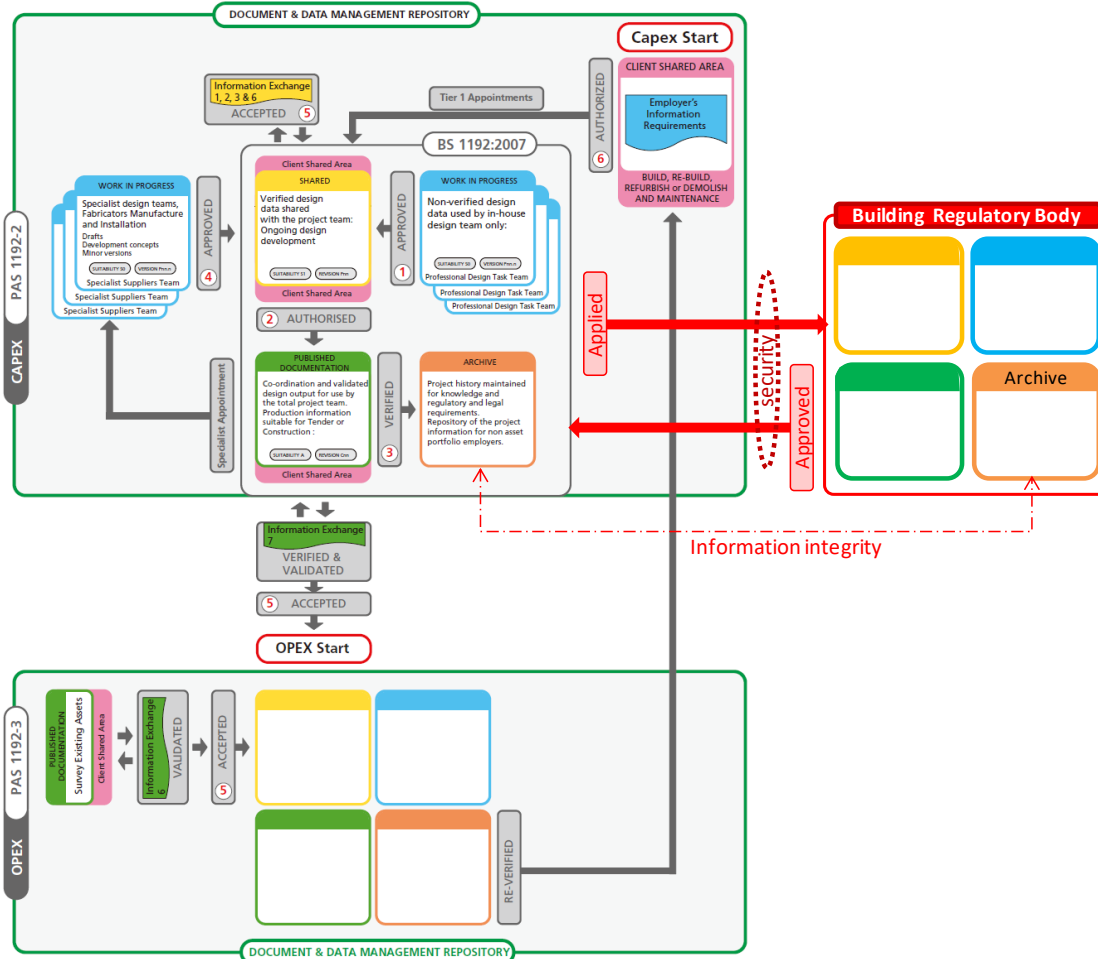 DOCUMENT & DATA MANAGEMENT REPOSITORY
Capex Start
CLIENT SHARED AREA
Employer's
Information
Requirements
BUILD, RE-BUILD,
REFURBISH or DEMOLISH
AND MAINTENANCE
AUTHORIZED
6
Tier 1 Appointments
Information Exchange
1, 2, 3 & 6
ACCEPTED
5
BS 1192:2007
PAS 1192-2
CAPEX
WORK IN PROGRESS
Specialist design teams,
Fabricators Manufacture
and Installation
Drafts
Development concepts
Minor versions
SUITABILITY S0
VERSION Pnn.n
Specialist Suppliers Team
Specialist Suppliers Team
Specialist Suppliers Team
APPROVED
4
Client Shared Area
SHARED
Verified design
data shared
with the project team:
Ongoing design
development
SUITABILITY S1
REVISION Pnn
Client Shared Area
APPROVED
1
WORK IN PROGRESS
Non-verified design
data used by in-house
design team only:
SUITABILITY S0
VERSION Pnn.n
Professional Design Task Team
Professional Design Task Team
Professional Design Task Team
2
AUTHORISED
PUBLISHED
DOCUMENTATION
Co-ordination and validated
design output for use by
the total project team.
Production information
suitable for Tender or
Construction :
SUITABILITY A
REVISION Cnn
Client Shared Area
Specialist Appointment
VERIFIED
3
ARCHIVE
Project history maintained
for knowledge and
regulatory and legal
requirements.
Repository of the project
information for non asset
portfolio employers.
Applied
security
Approved
Building Regulatory Body
Archive
Information integrity
Information Exchange
7
VERIFIED &
VALIDATED
5
ACCEPTED
OPEX Start
PAS 1192-3
OPEX
PUBLISHED
DOCUMENTATION
Survey Existing Assets
Client Shared Area
Information Exchange
6
VALIDATED
ACCEPTED
5
RE-VERIFIED
DOCUMENT & DATA MANAGEMENT REPOSITORY